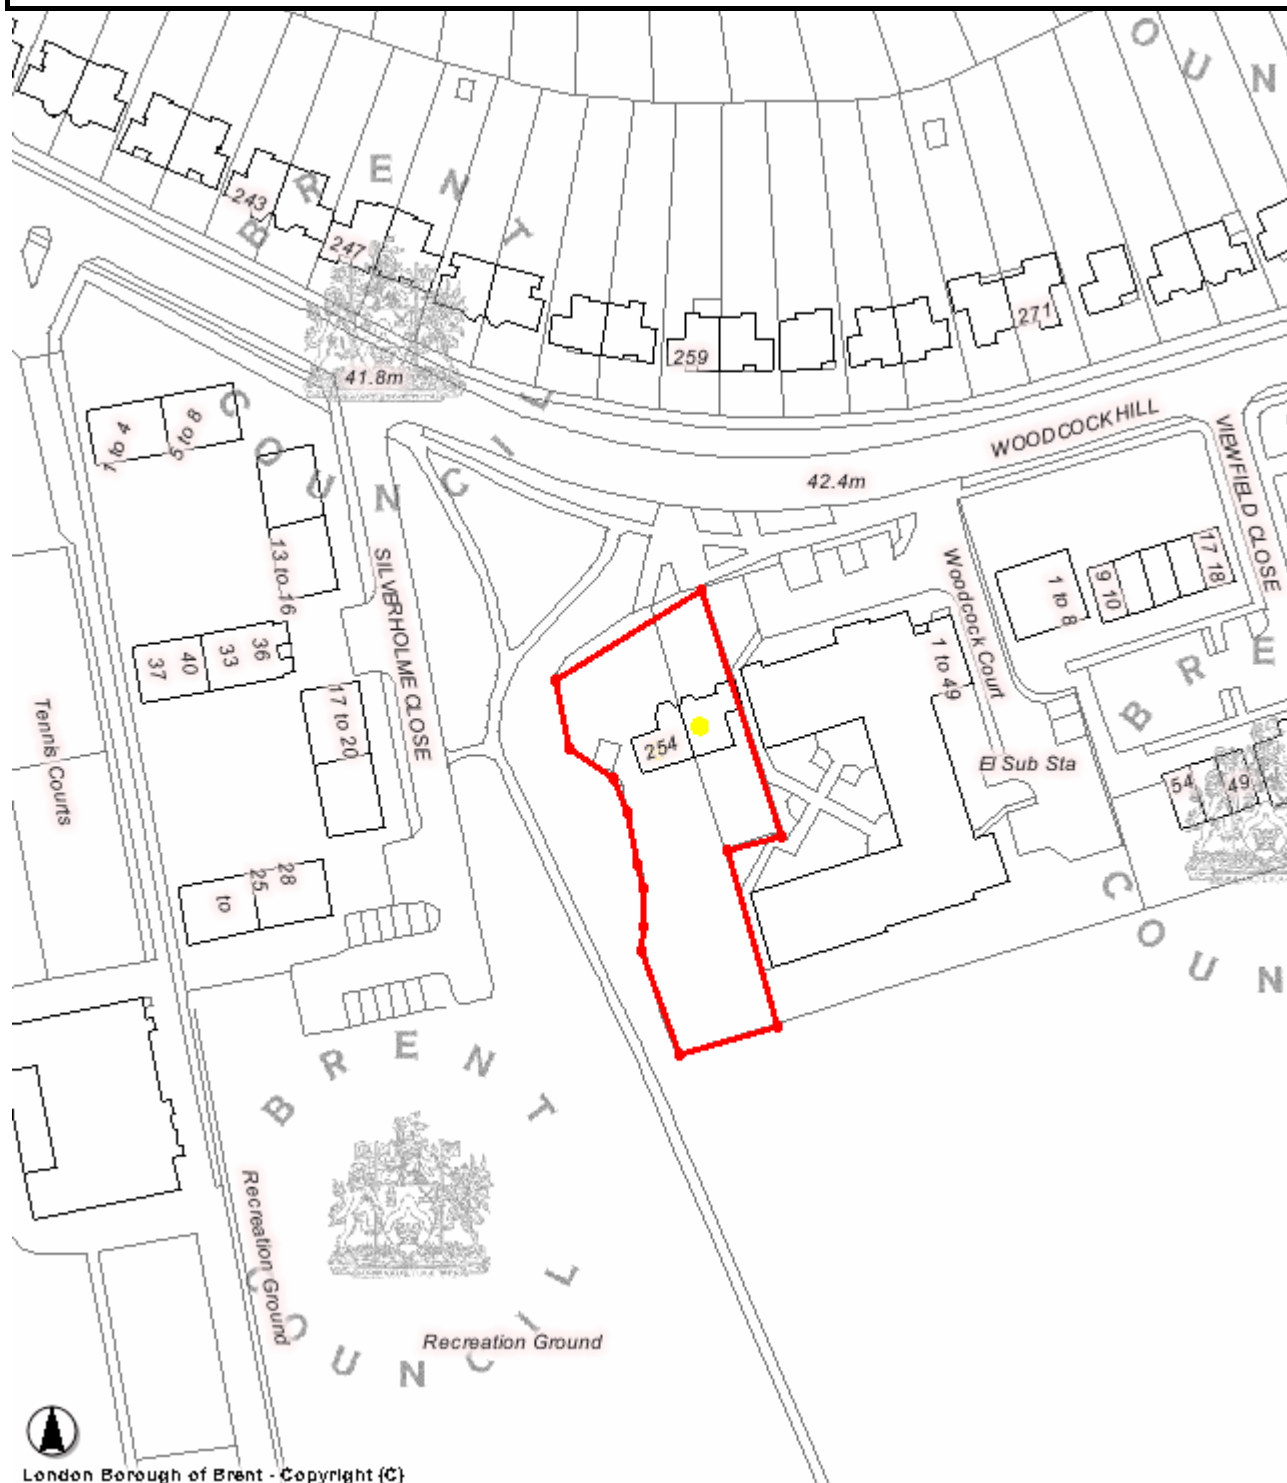 BRENT
COUNCIL
COUN
243
247
259
271
41.8m
WOODCOCK HILL
42.4m
VIEWFIELD CLOSE
1 to 4
5 to 8
13 to 16
SILVERHOLME CLOSE
Woodcock Court
1 to 8
9 10
17 18
37
40
33
36
1 to 49
17 to 20
Tennis Courts
254
El Sub Sta
54
49
BRE
COUN
25
28
to
BRENT
COUNCIL
Recreation Ground
Recreation Ground
London Borough of Brent - Copyright (C)